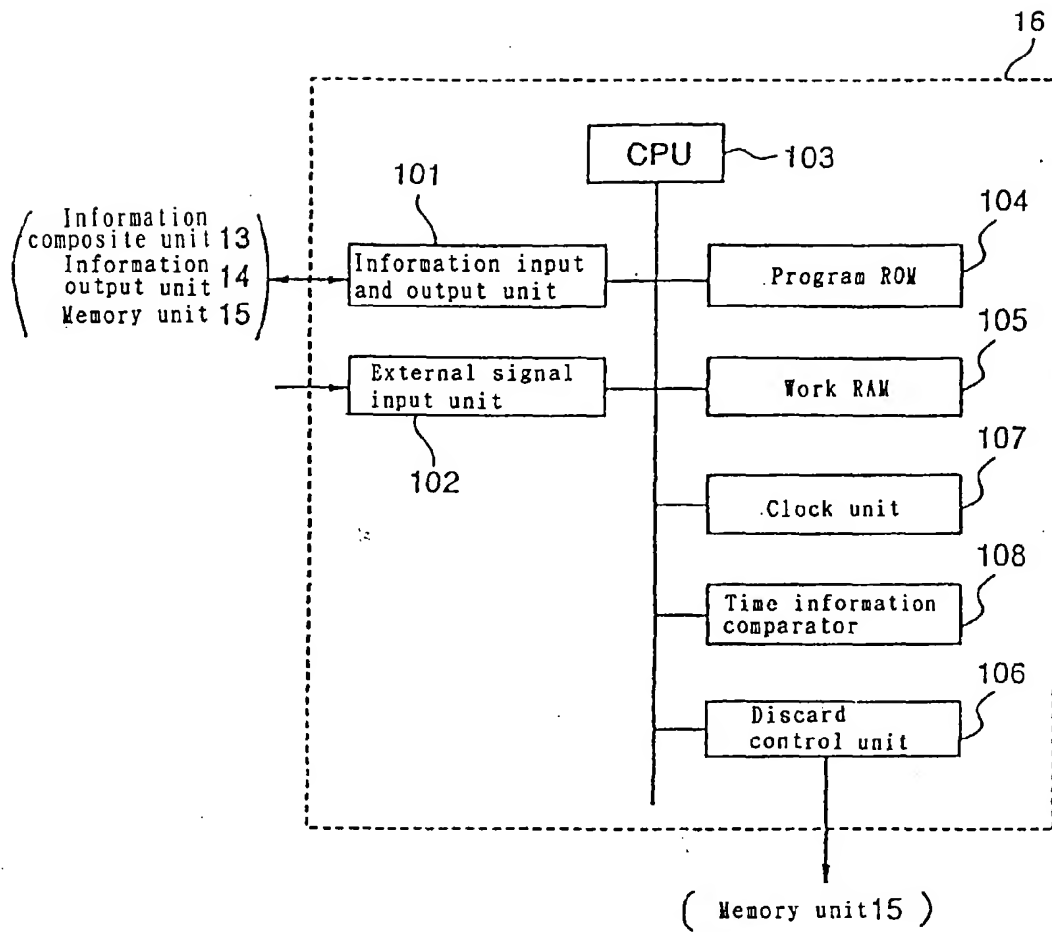 16
CPU
103
101
104
Information
composite unit 13
Information
output unit 14
Memory unit 15
Information input
and output unit
Program ROM
105
External signal
input unit
Work RAM
102
107
Clock unit
108
Time information
comparator
106
Discard
control unit
( Memory unit 15 )